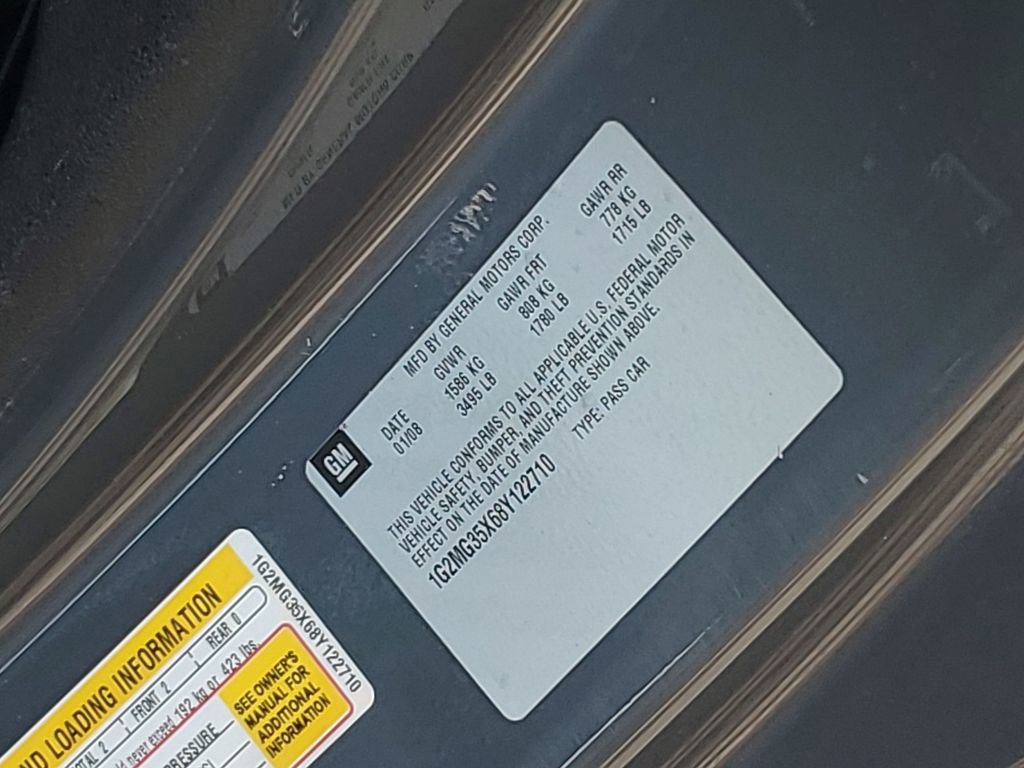 GM
MFD BY GENERAL MOTORS CORP.
DATE GVWR GAWR FRT GAWR RR
01/08 1586 KG 808 KG 778 KG
3495 LB 1780 LB 1715 LB
THIS VEHICLE CONFORMS TO ALL APPLICABLE U.S. FEDERAL MOTOR
VEHICLE SAFETY, BUMPER, AND THEFT PREVENTION STANDARDS IN
EFFECT ON THE DATE OF MANUFACTURE SHOWN ABOVE.
TYPE: PASS CAR
1G2MG35X68Y122710
1G2MG35X68Y122710
LOADING INFORMATION
2 FRONT 2 REAR 0
never exceed 192 kg or 423 lbs.
PRESSURE
SEE OWNER'S
MANUAL FOR
ADDITIONAL
INFORMATION